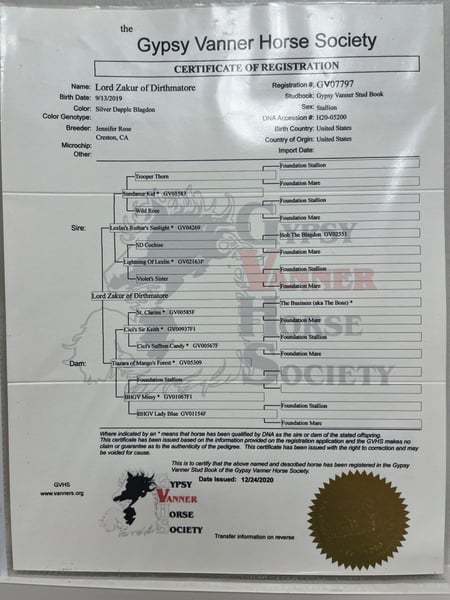 the
Gypsy Vanner Horse Society
CERTIFICATE OF REGISTRATION
Name: Lord Zakur of Dirthmatore
Registration #: GV07797
Birth Date: 9/13/2019
Studbook: Gypsy Vanner Stud Book
Color: Silver Dapple Blagdon
Sex: Stallion
Color Genotype:
DNA Accession #: H20-05200
Breeder: Jennifer Rose
Birth Country: United States
Creston, CA
Country of Orgin: United States
Microchip:
Import Date:
Other:
Foundation Stallion
Trooper Thorn
Foundation Mare
Sundance Kid * GV01583
Foundation Stallion
Wild Rose
Foundation Mare
Sire: Lexlin's Rathar's Sunlight * GV04269
Bob The Blagdon GV02551
SD Cochise
Foundation Mare
Lightning Of Lexlin * GV02163P
Foundation Stallion
Violet's Sister
Foundation Mare
Lord Zakur of Dirthmatore
The Business (aka The Boss) *
St. Clarins * GV00585F
Foundation Mare
Cici's Sir Keith * GV00937F1
Foundation Stallion
Cici's Saffron Candy * GV00567F
Foundation Mare
Dam: Tiazara of Mango's Forest * GV05309
Foundation Stallion
BHGV Missy * GV01067F1
Foundation Stallion
BHGV Lady Blue GV01154F
Foundation Mare
GYPSY
VANNER
HORSE
SOCIETY
Where indicated by an * means that horse has been qualified by DNA as the sire or dam of the stated offspring.
This certificate has been issued based on the information provided on the registration application and the GVHS makes no
claim or guarantee as to the authenticity of the pedigree. This certificate has been issued with the right to correction and may
be voided for cause.
This is to certify that the above named and described horse has been registered in the Gypsy
Vanner Stud Book of the Gypsy Vanner Horse Society.
GVHS
Date Issued: 12/24/2020
www.vanners.org
GYPSY
VANNER
HORSE
SOCIETY
Transfer information on reverse